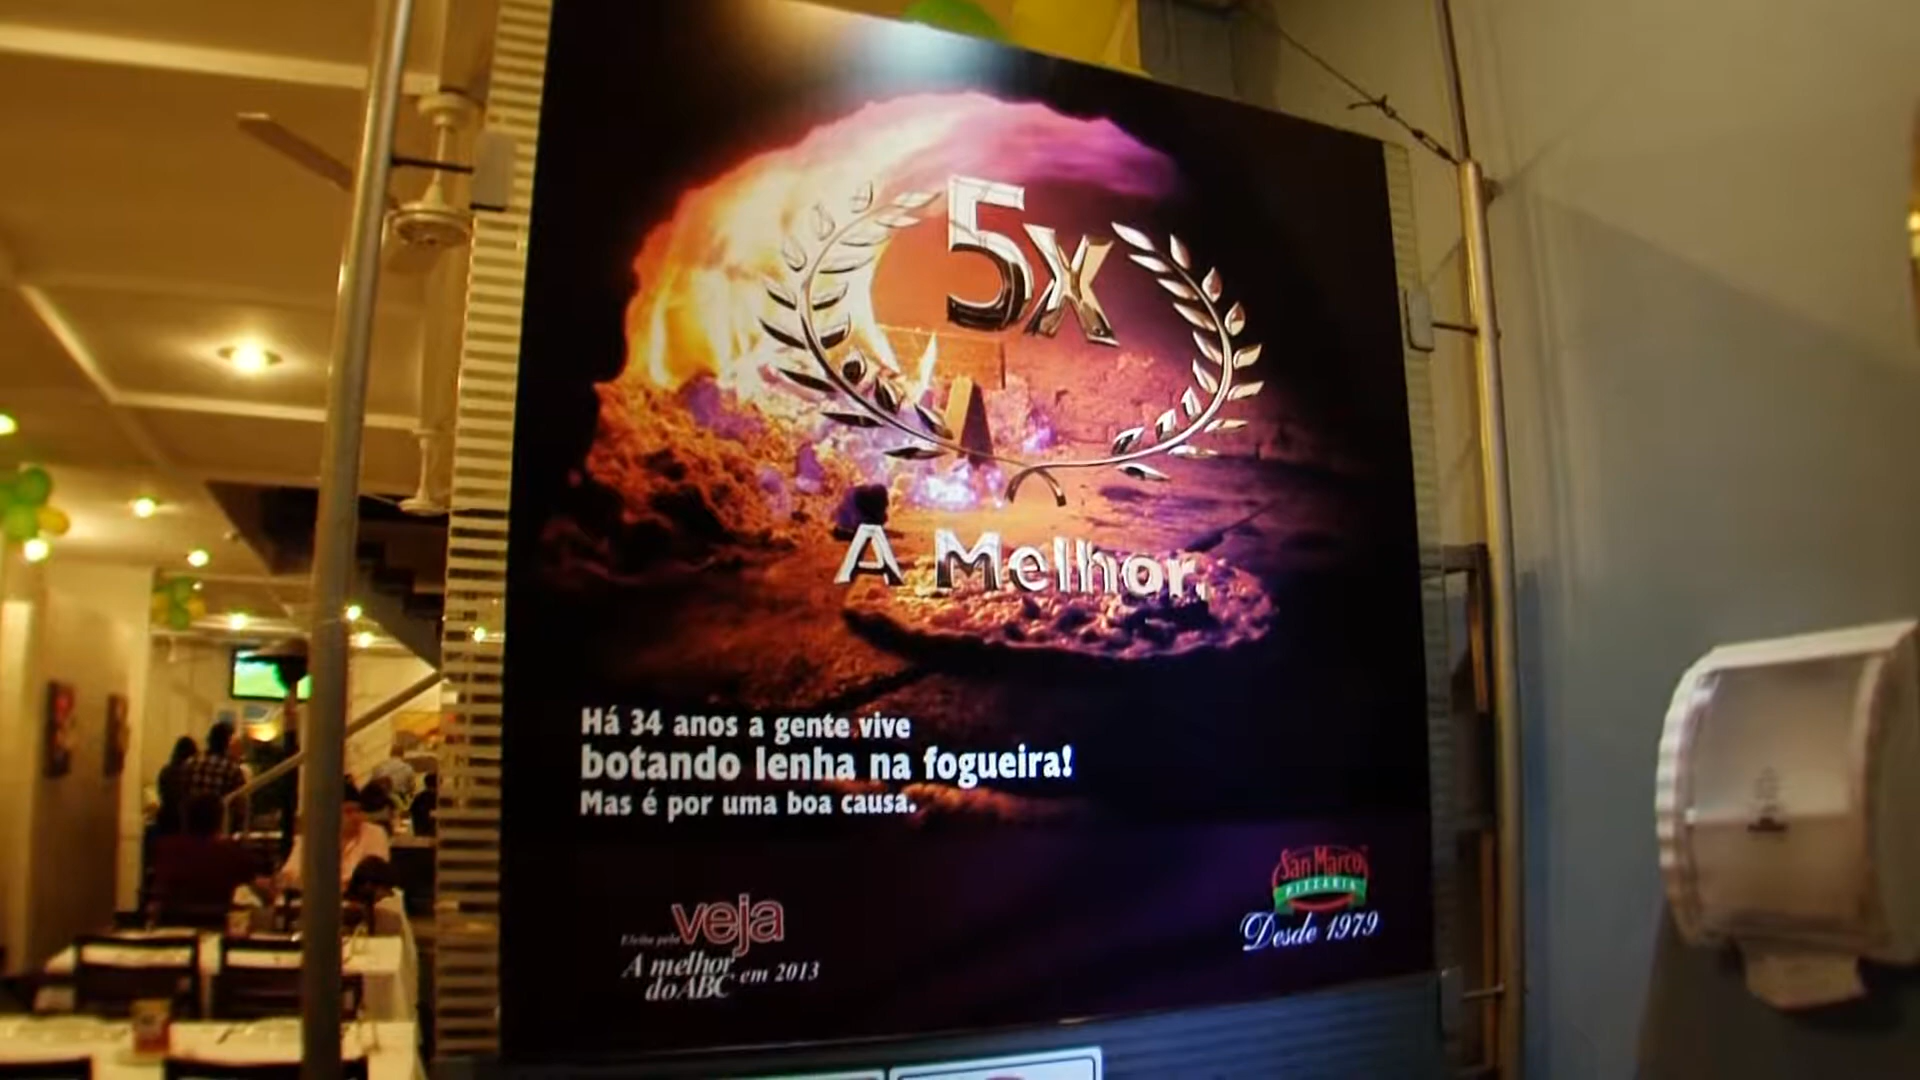 5x
A Melhor.
Há 34 anos a gente vive
botando lenha na fogueira!
Mas é por uma boa causa.
Eleita pela veja
A melhor
do ABC em 2013
San Marco
PIZZARIA
Desde 1979